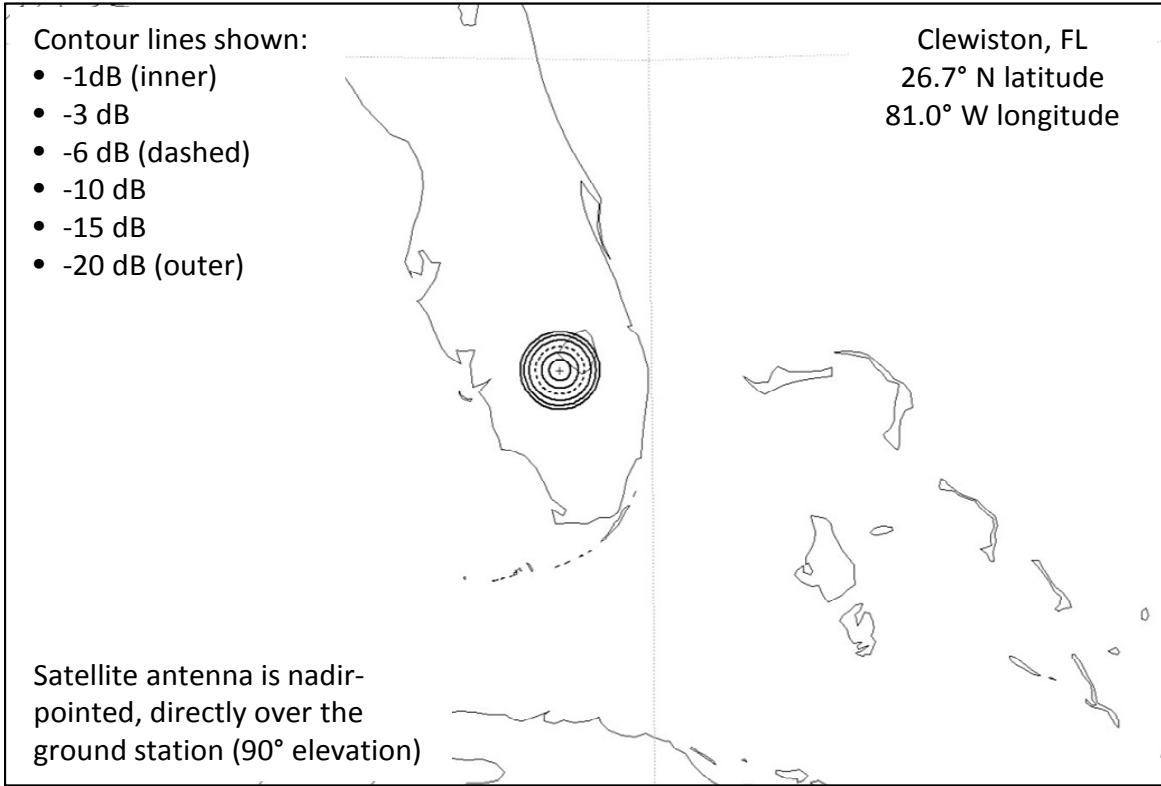 Contour lines shown:
• -1dB (inner)
• -3 dB
• -6 dB (dashed)
• -10 dB
• -15 dB
• -20 dB (outer)
Clewiston, FL
26.7° N latitude
81.0° W longitude
Satellite antenna is nadir-
pointed, directly over the
ground station (90° elevation)